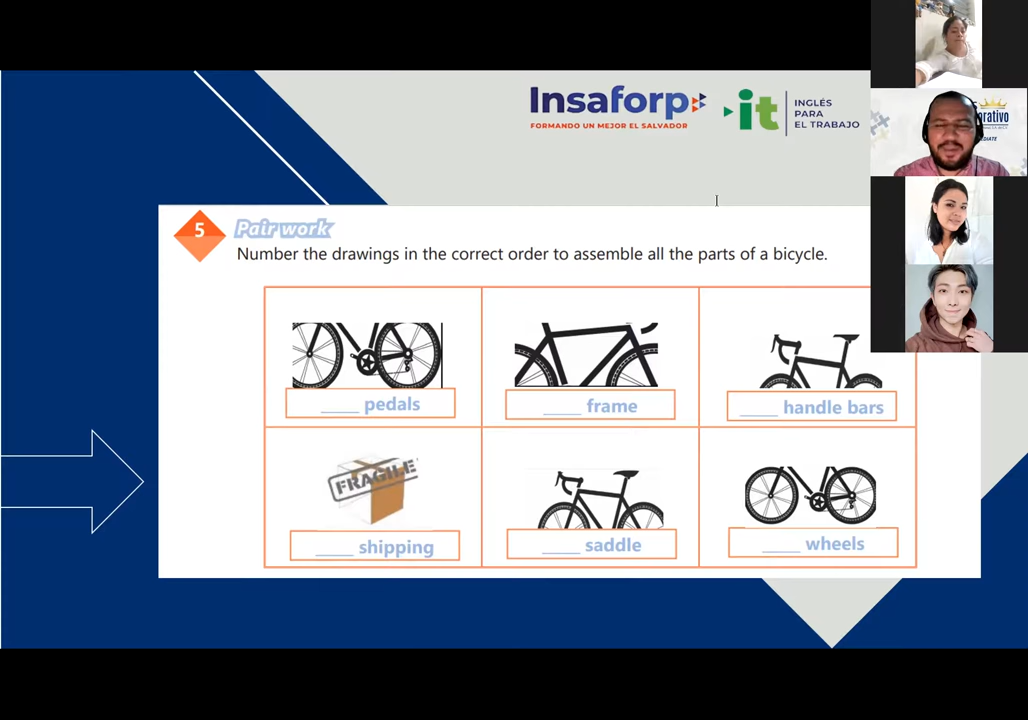 Insaforp
FORMANDO UN MEJOR EL SALVADOR
it
INGLÉS
PARA
EL TRABAJO
5
Pair work
Number the drawings in the correct order to assemble all the parts of a bicycle.
_____ pedals
_____ frame
_____ handle bars
FRAGILE
_____ shipping
_____ saddle
_____ wheels